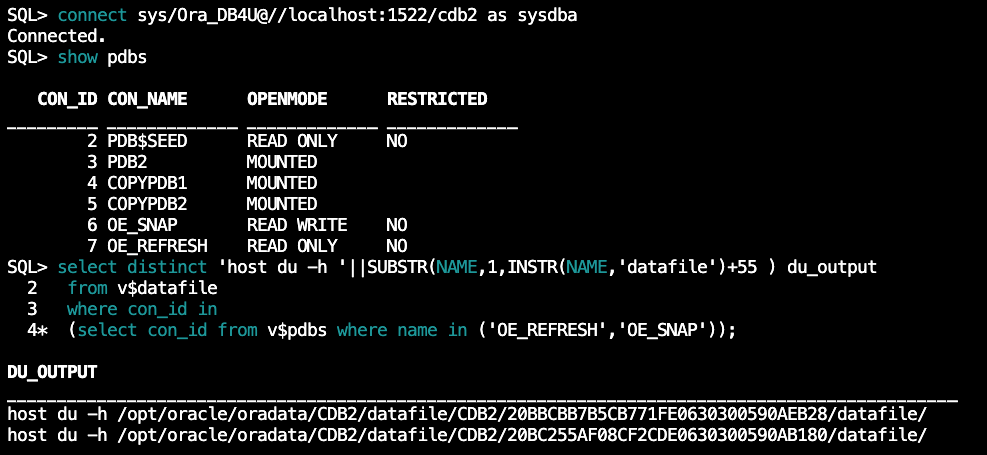 SQL> connect sys/Ora_DB4U@//localhost:1522/cdb2 as sysdba
Connected.
SQL> show pdbs
CON_ID CON_NAME OPENMODE RESTRICTED
2 PDB$SEED READ ONLY NO
3 PDB2 MOUNTED
4 COPYPDB1 MOUNTED
5 COPYPDB2 MOUNTED
6 OE_SNAP READ WRITE NO
7 OE_REFRESH READ ONLY NO
SQL> select distinct 'host du -h '||SUBSTR(NAME,1,INSTR(NAME,'datafile')+55 ) du_output
2 from v$datafile
3 where con_id in
4* (select con_id from v$pdbs where name in ('OE_REFRESH','OE_SNAP'));
DU_OUTPUT
host du -h /opt/oracle/oradata/CDB2/datafile/CDB2/20BBCBB7B5CB771FE0630300590AEB28/datafile/
host du -h /opt/oracle/oradata/CDB2/datafile/CDB2/20BC255AF08CF2CDE0630300590AB180/datafile/